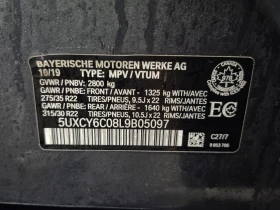 BAYERISCHE MOTOREN WERKE AG
10/19 TYPE: MPV / VTUM
GVWR / PNBV: 2800 kg
GAWR / PNBE: FRONT / AVANT - 1325 kg WITH/AVEC
275/35 R22 TIRES/PNEUS, 9.5J x 22 RIMS/JANTES
GAWR / PNBE: REAR / ARRIERE - 1640 kg WITH/AVEC
315/30 R22 TIRES/PNEUS, 10.5J x 22 RIMS/JANTES
5UXCY6C08L9B05097
EC
C27/7